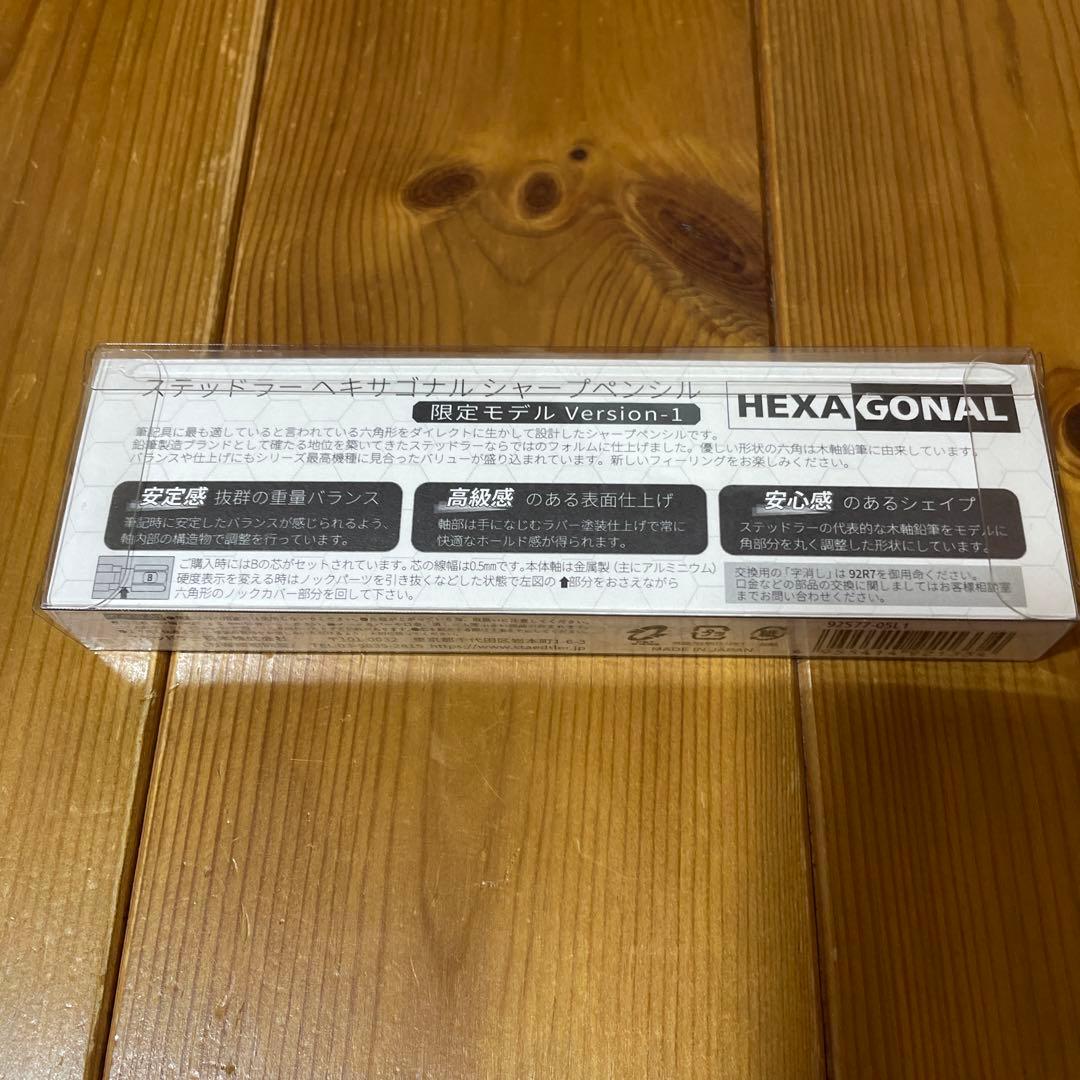 ステッドラー ヘキサゴナル シャープペンシル
限定モデル Version-1
HEXAGONAL
筆記具に最も適していると言われている六角形をダイレクトに生かして設計したシャープペンシルです。
鉛筆製造ブランドとして確たる地位を築いてきたステッドラーならではのフォルムに仕上げました。優しい形状の六角は木軸鉛筆に由来しています。
バランスや仕上げにもシリーズ最高機種に見合ったバリューが盛り込まれています。新しいフィーリングをお楽しみください。
安定感 抜群の重量バランス
筆記時に安定したバランスが感じられるよう、
軸内部の構造物で調整を行っています。
高級感 のある表面仕上げ
軸部は手になじむラバー塗装仕上げで常に
快適なホールド感が得られます。
安心感 のあるシェイプ
ステッドラーの代表的な木軸鉛筆をモデルに
角部分を丸く調整した形状にしています。
B
ご購入時にはBの芯がセットされています。芯の線幅は0.5mmです。本体軸は金属製(主にアルミニウム)
硬度表示を変える時はノックパーツを引き抜くなどした状態で左図の⬆部分をおさえながら
六角形のノックカバー部分を回して下さい。
交換用の「字消し」は 92R7を御用命ください。
口金などの部品の交換に関しましてはお客様相談室
までお問い合わせください。
https://www.staedtler.jp
MADE IN JAPAN
92577-05L1